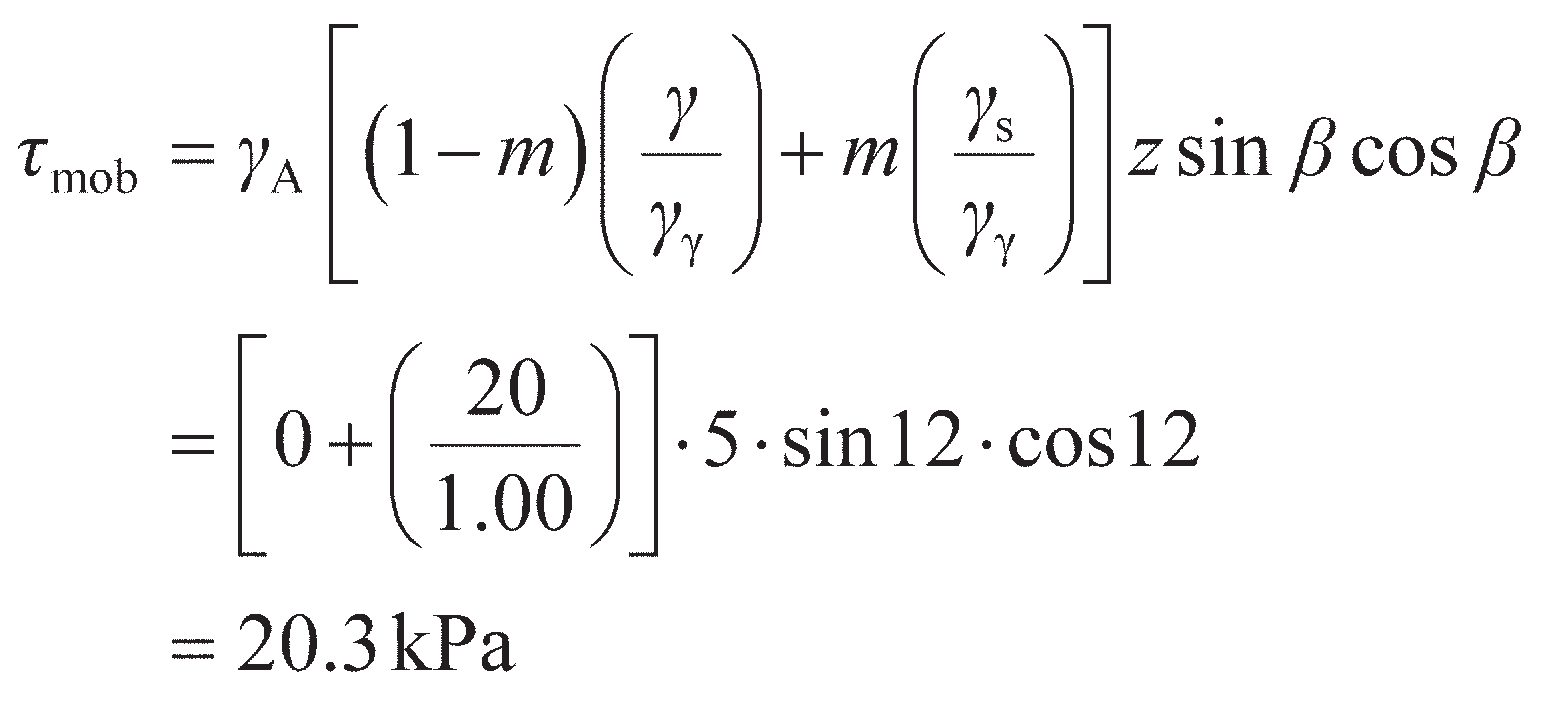 τ_mob = γ_A [ (1 − m) ( γ / γ_γ ) + m ( γ_s / γ_γ ) ] z sin β cos β
= [ 0 + ( 20 / 1.00 ) ] · 5 · sin 12 · cos 12
= 20.3 kPa